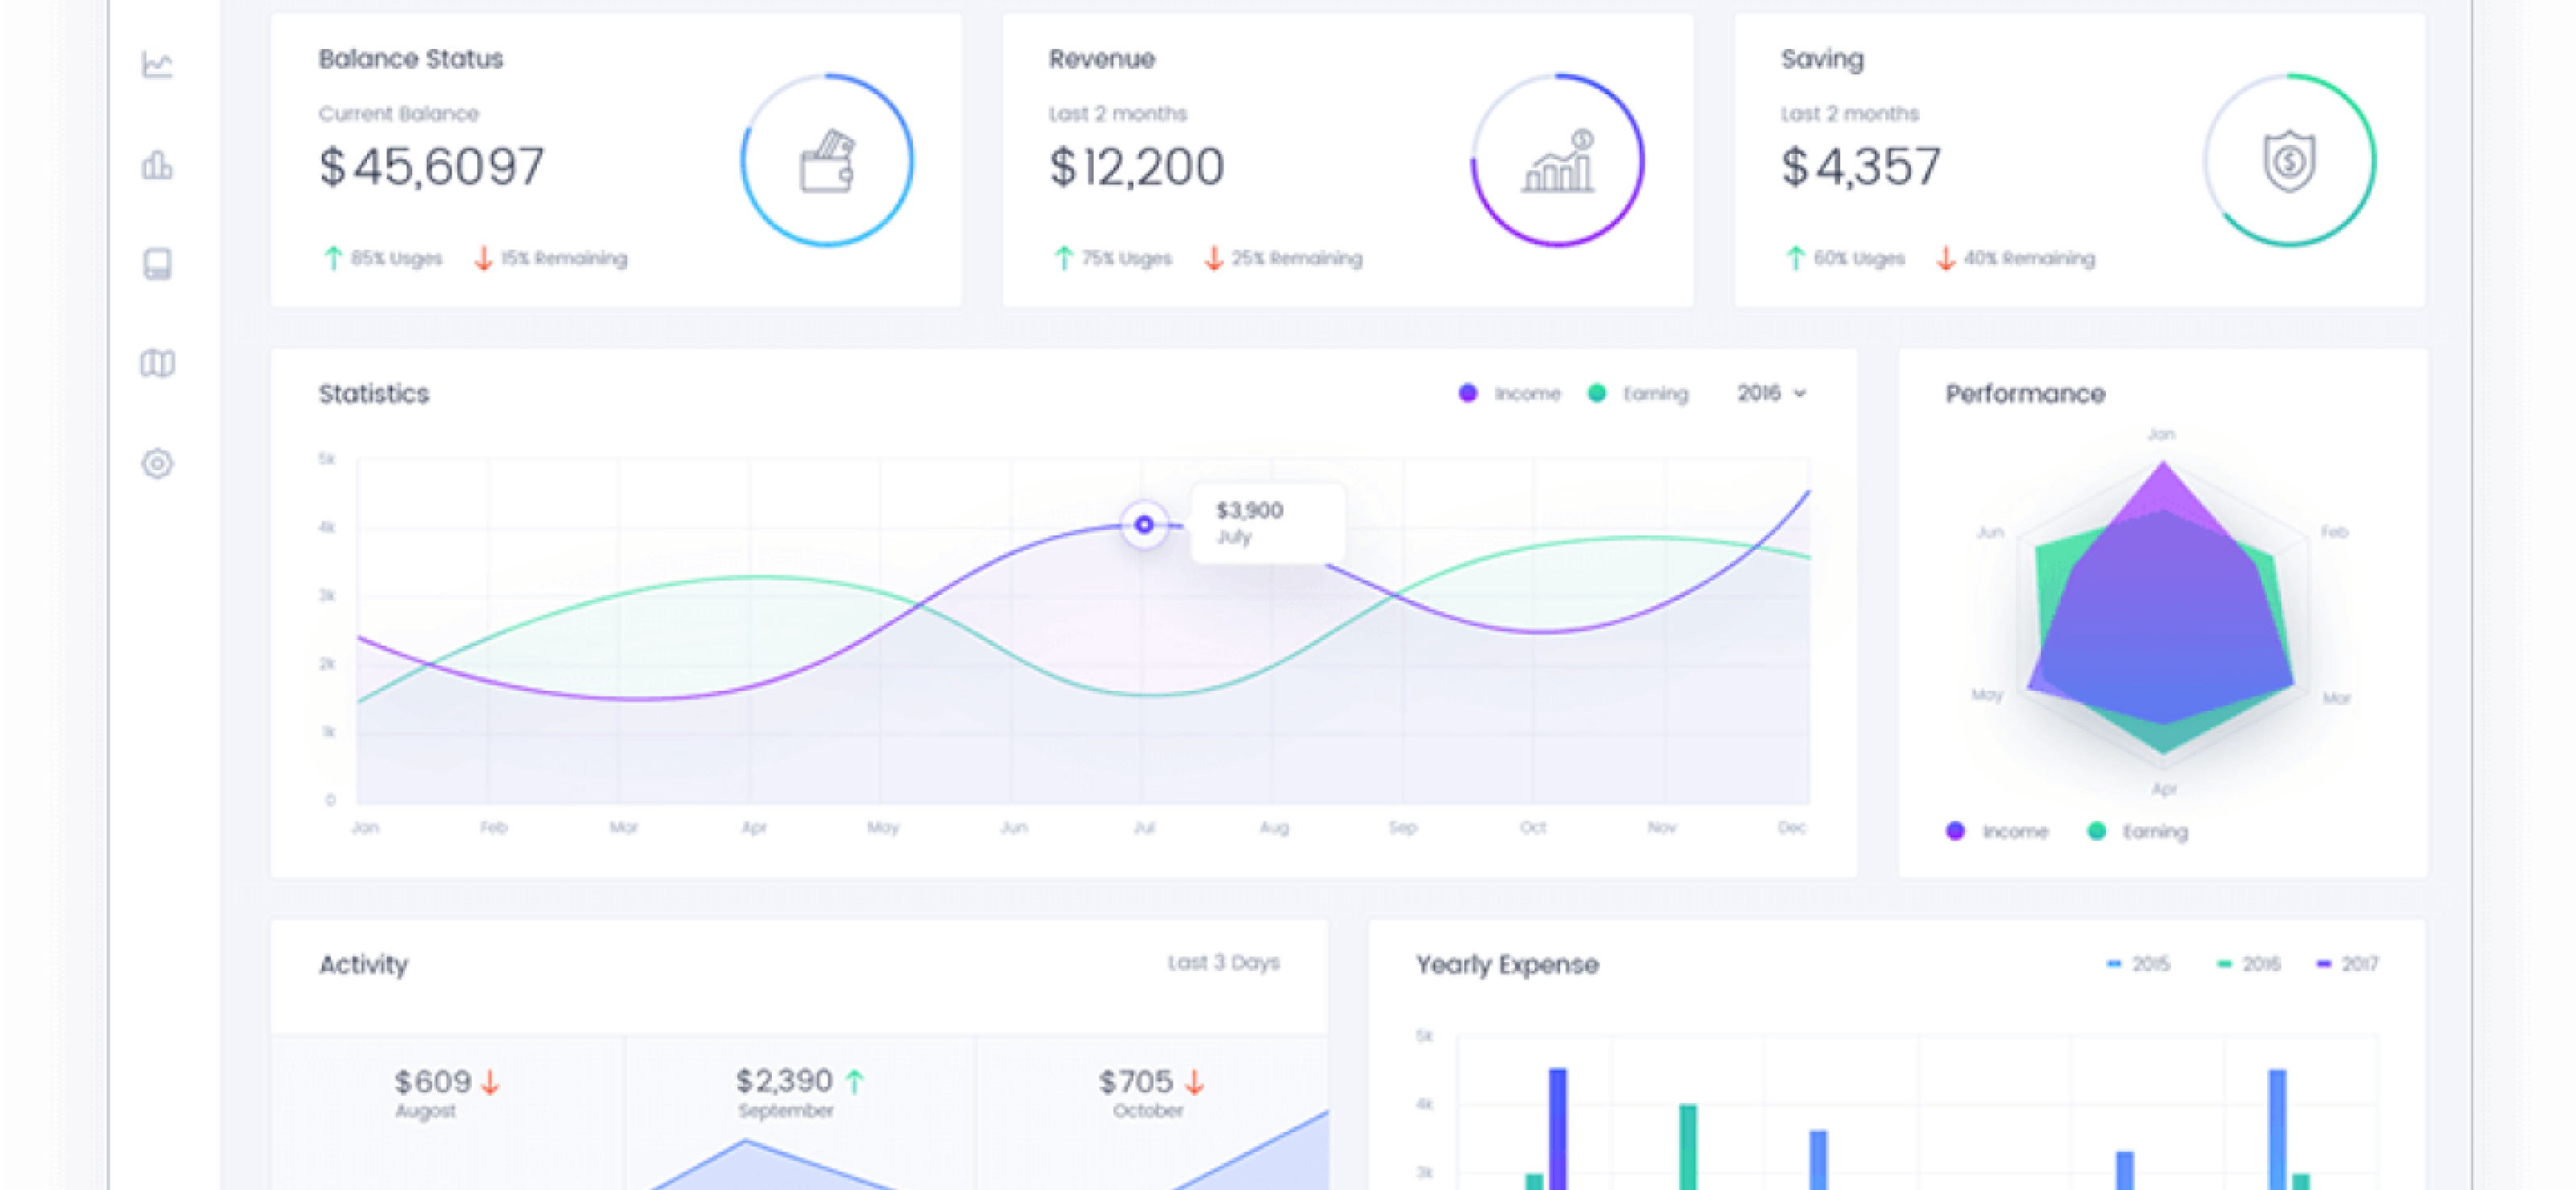 Balance Status
Current Balance
$45,6097
85% Usges 15% Remaining
Revenue
Last 2 months
$12,200
75% Usges 25% Remaining
Saving
Last 2 months
$4,357
60% Usges 40% Remaining
Statistics
Income Earning 2016
5k
4k
3k
2k
1k
0
Jan Feb Mar Apr May Jun Jul Aug Sep Oct Nov Dec
$3,900
July
Performance
Jan
Feb
Mar
Apr
May
Jun
Income Earning
Activity
Last 3 Days
$609
Augost
$2,390
September
$705
October
Yearly Expense
2015 2016 2017
5k
4k
3k